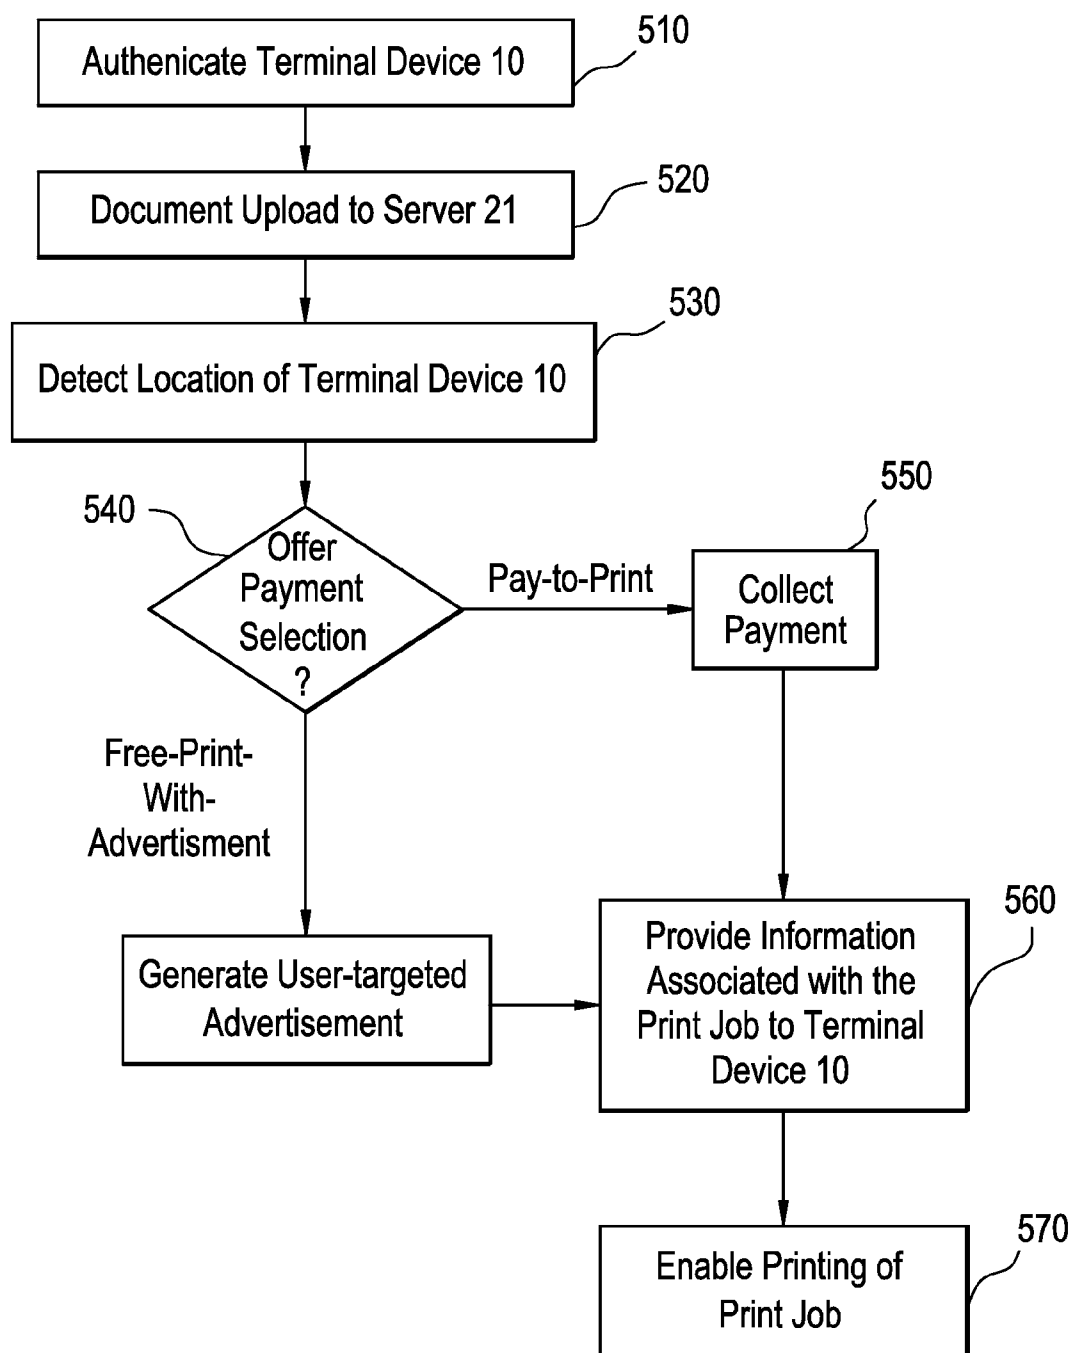 Authenicate Terminal Device 10
510
Document Upload to Server 21
520
530
Detect Location of Terminal Device 10
540
Offer
Payment
Selection
?
Pay-to-Print
550
Collect
Payment
Free-Print-
With-
Advertisment
Generate User-targeted
Advertisement
560
Provide Information
Associated with the
Print Job to Terminal
Device 10
570
Enable Printing of
Print Job